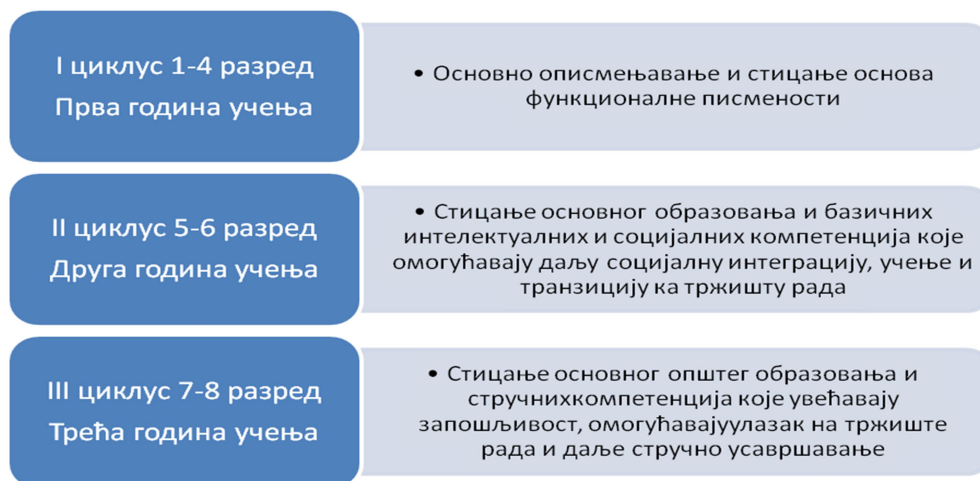 I циклус 1-4 разред
Прва година учења
• Основно описмењавање и стицање основа
функционалне писмености
II циклус 5-6 разред
Друга година учења
• Стицање основног образовања и базичних
интелектуалних и социјалних компетенција које
омогућавају даљу социјалну интеграцију, учење и
транзицију ка тржишту рада
III циклус 7-8 разред
Трећа година учења
• Стицање основног општег образовања и
стручнихкомпетенција које увећавају
запошљивост, омогућавајуулазак на тржиште
рада и даље стручно усавршавање